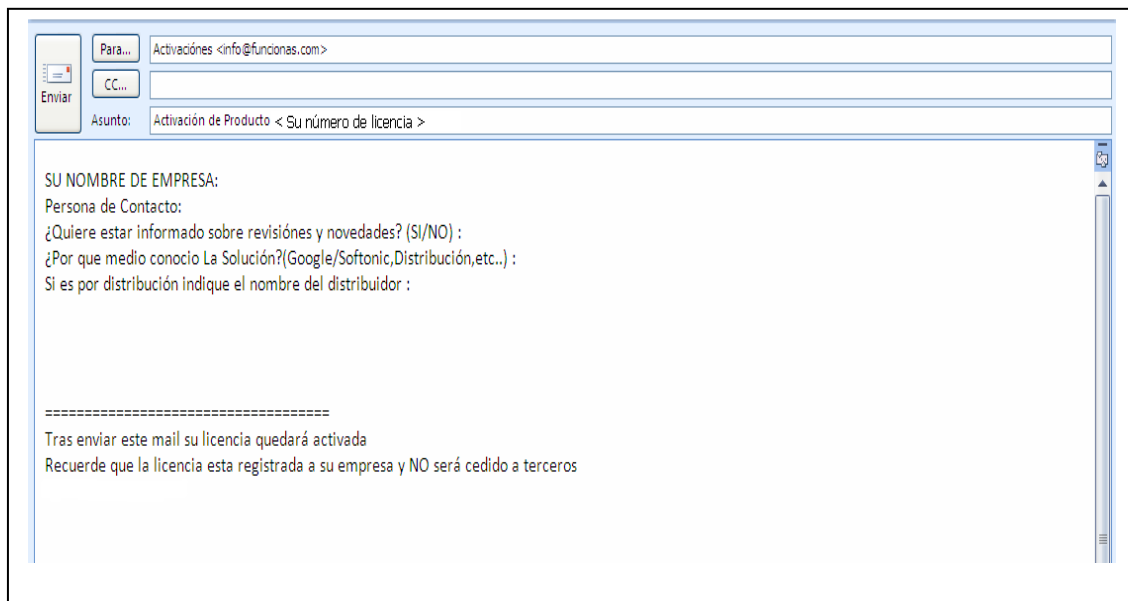 Para...
Activaciónes <info@funcionas.com>
CC...
Enviar
Asunto:
Activación de Producto < Su número de licencia >
SU NOMBRE DE EMPRESA:
Persona de Contacto:
¿Quiere estar informado sobre revisiónes y novedades? (SI/NO) :
¿Por que medio conocio La Solución?(Google/Softonic,Distribución,etc..) :
Si es por distribución indique el nombre del distribuidor :
====================================
Tras enviar este mail su licencia quedará activada
Recuerde que la licencia esta registrada a su empresa y NO será cedido a terceros